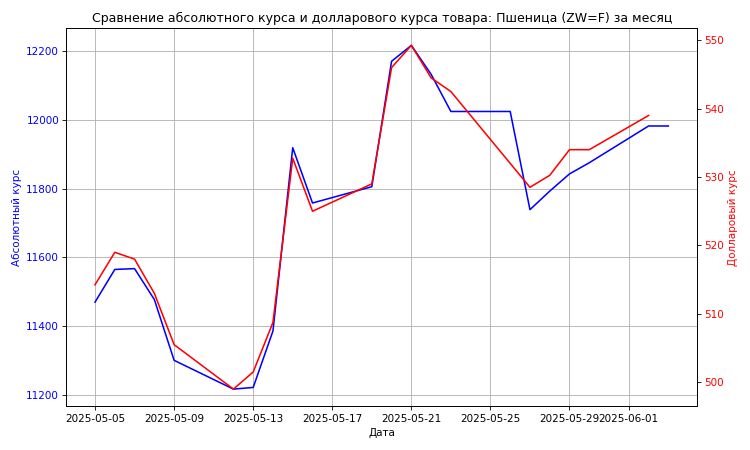 Сравнение абсолютного курса и долларового курса товара: Пшеница (ZW=F) за месяц
12200
12000
11800
11600
11400
11200
Абсолютный курс
550
540
530
520
510
500
Долларовый курс
2025-05-05 2025-05-09 2025-05-13 2025-05-17 2025-05-21 2025-05-25 2025-05-29 2025-06-01
Дата